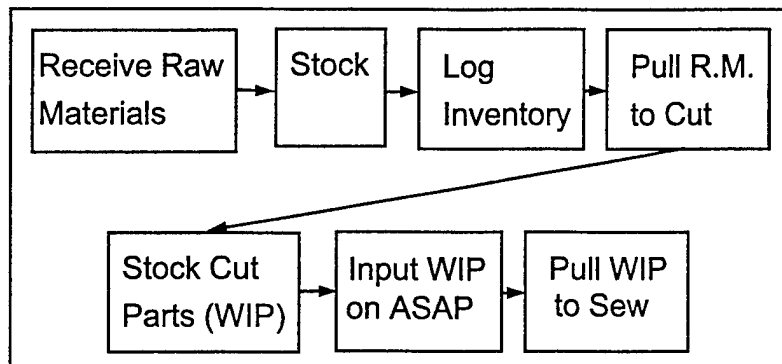 Receive Raw
Materials
Stock
Log
Inventory
Pull R.M.
to Cut
Stock Cut
Parts (WIP)
Input WIP
on ASAP
Pull WIP
to Sew